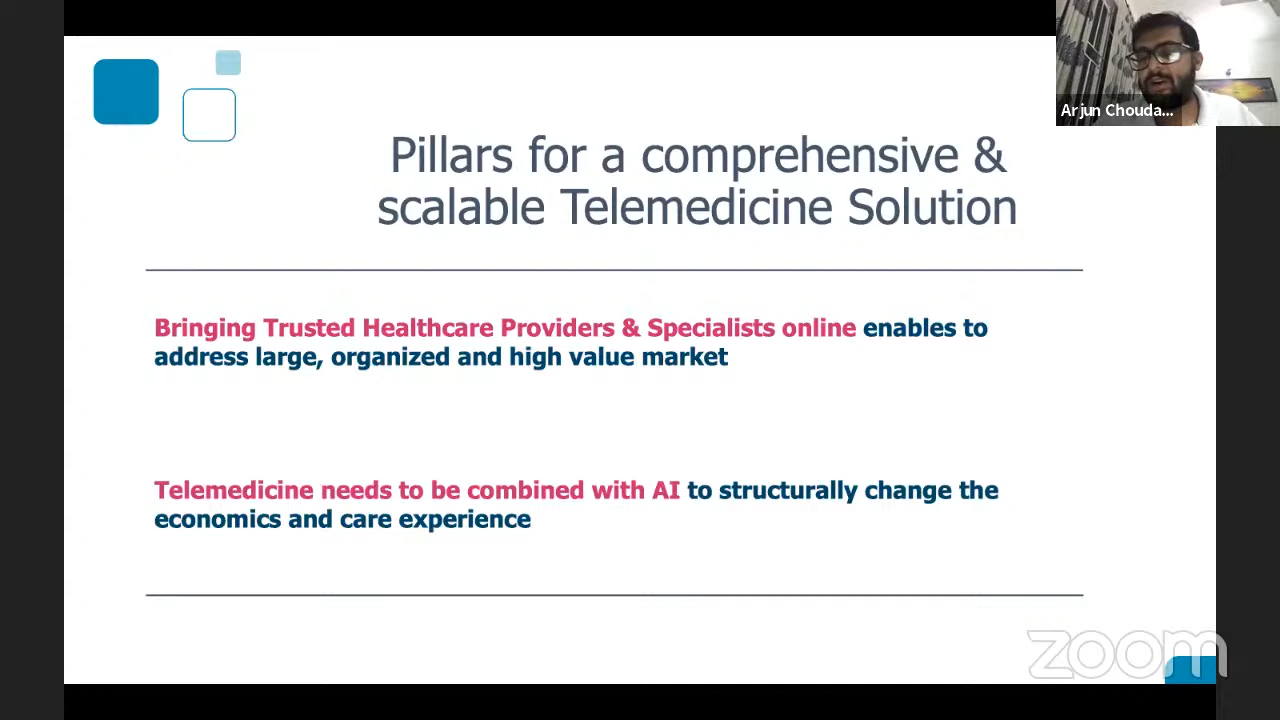 Arjun Chouda...
Pillars for a comprehensive &
scalable Telemedicine Solution
Bringing Trusted Healthcare Providers & Specialists online enables to
address large, organized and high value market
Telemedicine needs to be combined with AI to structurally change the
economics and care experience
zoom